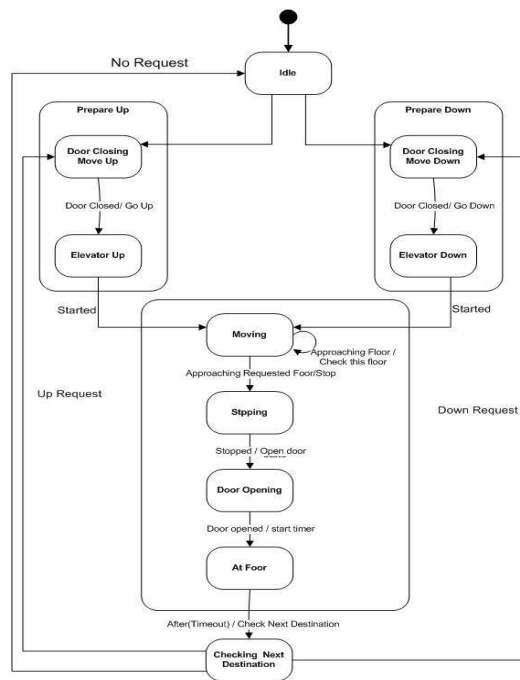 No Request
Idle
Prepare Up
Prepare Down
Door Closing
Move Up
Door Closing
Move Down
Door Closed/ Go Up
Door Closed/ Go Down
Elevator Up
Elevator Down
Started
Started
Moving
Approaching Floor /
Check this floor
Approaching Requested Foor/Stop
Up Request
Down Request
Stpping
Stopped / Open door
Door Opening
Door opened / start timer
At Foor
After(Timeout) / Check Next Destination
Checking Next
Destination